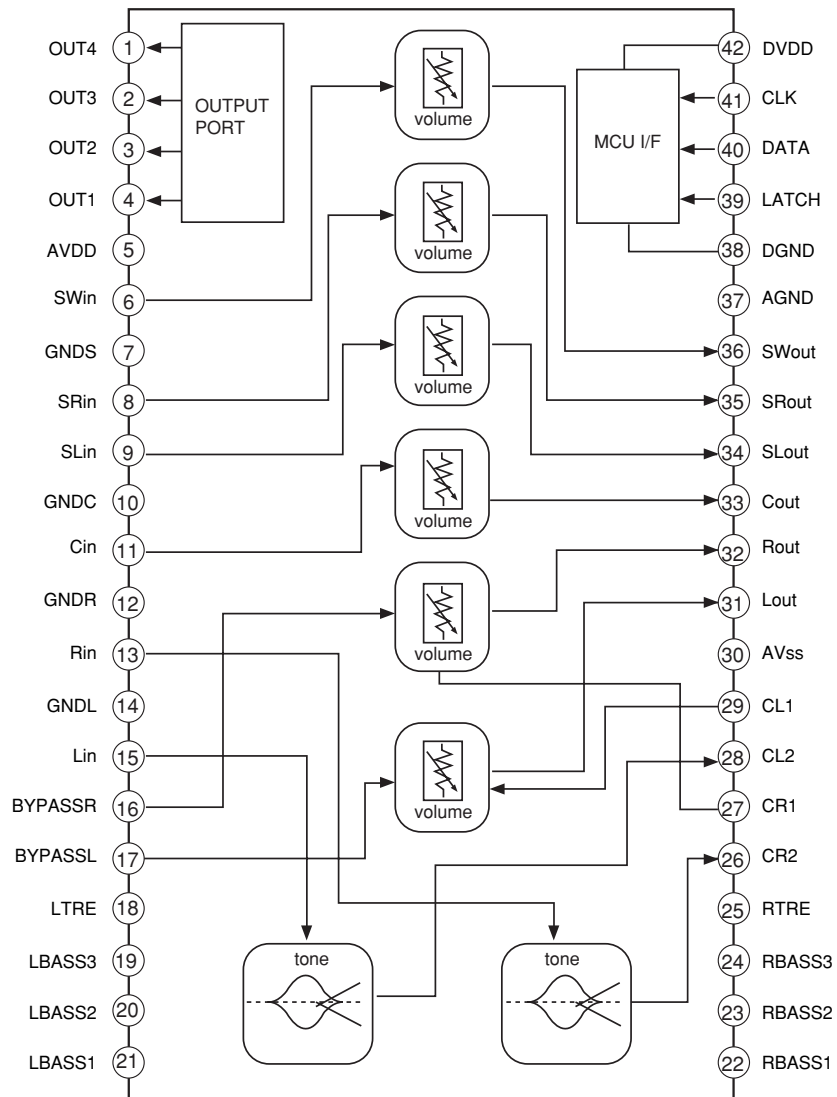 OUT4 1
OUT3 2
OUT2 3
OUT1 4
AVDD 5
SWin 6
GNDS 7
SRin 8
SLin 9
GNDC 10
Cin 11
GNDR 12
Rin 13
GNDL 14
Lin 15
BYPASSR 16
BYPASSL 17
LTRE 18
LBASS3 19
LBASS2 20
LBASS1 21
OUTPUT
PORT
volume
volume
volume
volume
volume
volume
tone
tone
MCU I/F
42 DVDD
41 CLK
40 DATA
39 LATCH
38 DGND
37 AGND
36 SWout
35 SRout
34 SLout
33 Cout
32 Rout
31 Lout
30 AVss
29 CL1
28 CL2
27 CR1
26 CR2
25 RTRE
24 RBASS3
23 RBASS2
22 RBASS1